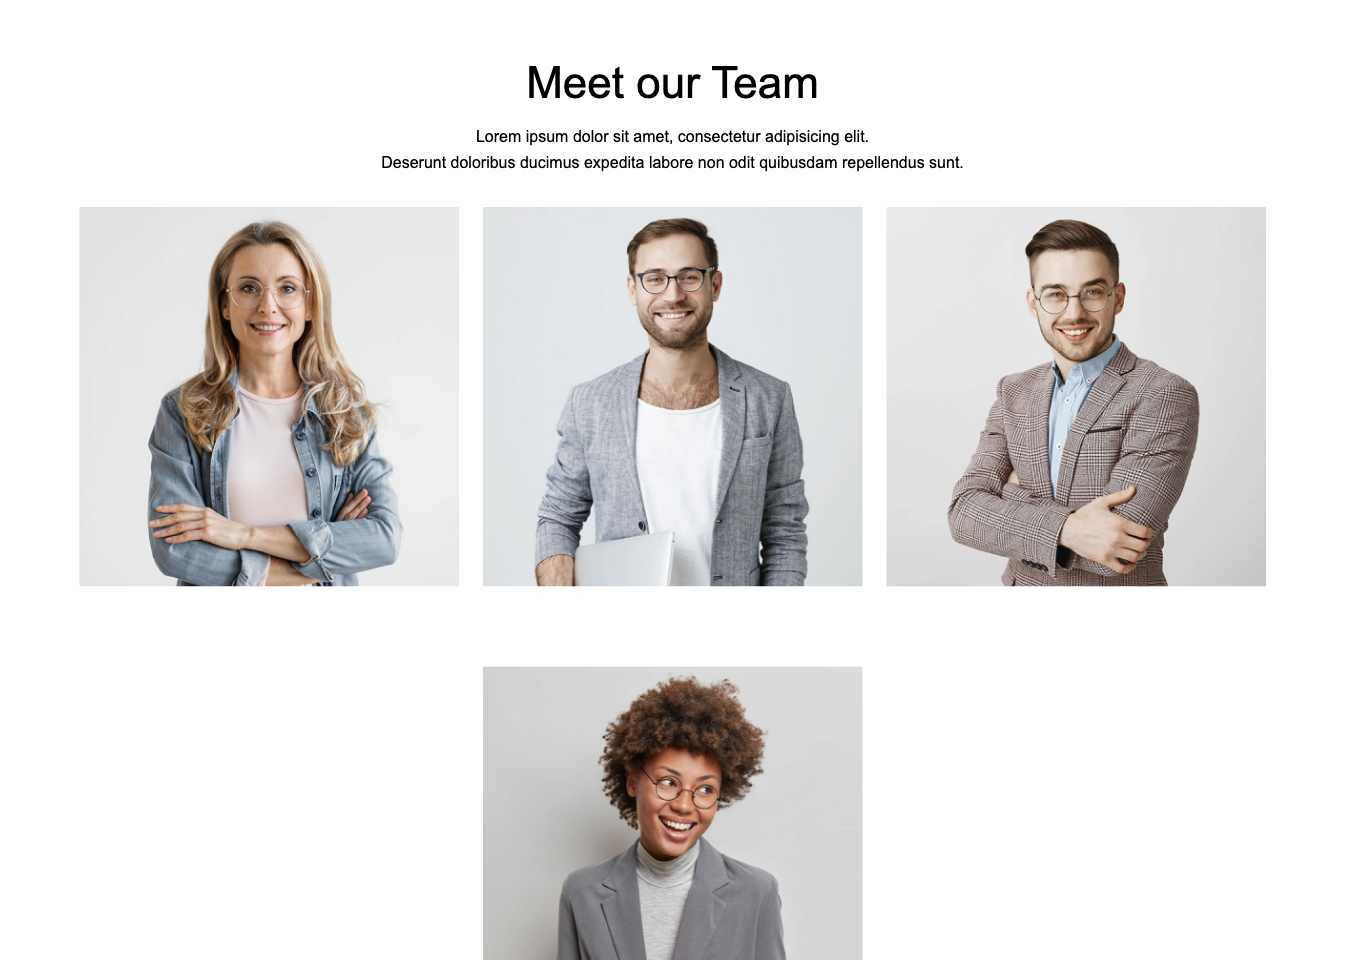 Meet our Team
Lorem ipsum dolor sit amet, consectetur adipisicing elit.
Deserunt doloribus ducimus expedita labore non odit quibusdam repellendus sunt.